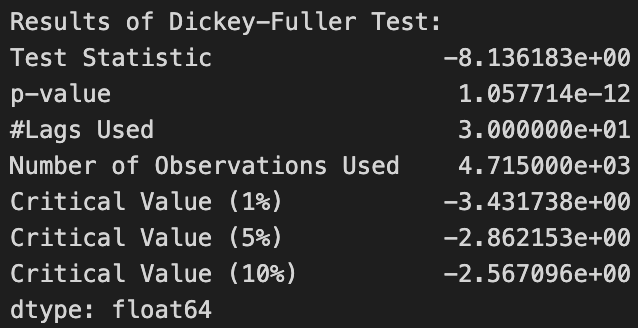 Results of Dickey-Fuller Test:
Test Statistic -8.136183e+00
p-value 1.057714e-12
#Lags Used 3.000000e+01
Number of Observations Used 4.715000e+03
Critical Value (1%) -3.431738e+00
Critical Value (5%) -2.862153e+00
Critical Value (10%) -2.567096e+00
dtype: float64